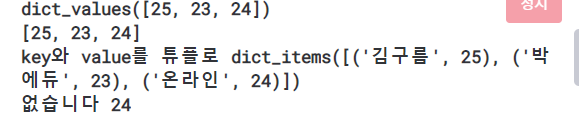 정지
dict_values([25, 23, 24])
[25, 23, 24]
key와 value를 튜플로 dict_items([('김구름', 25), ('박
에듀', 23), ('온라인', 24)])
없습니다 24